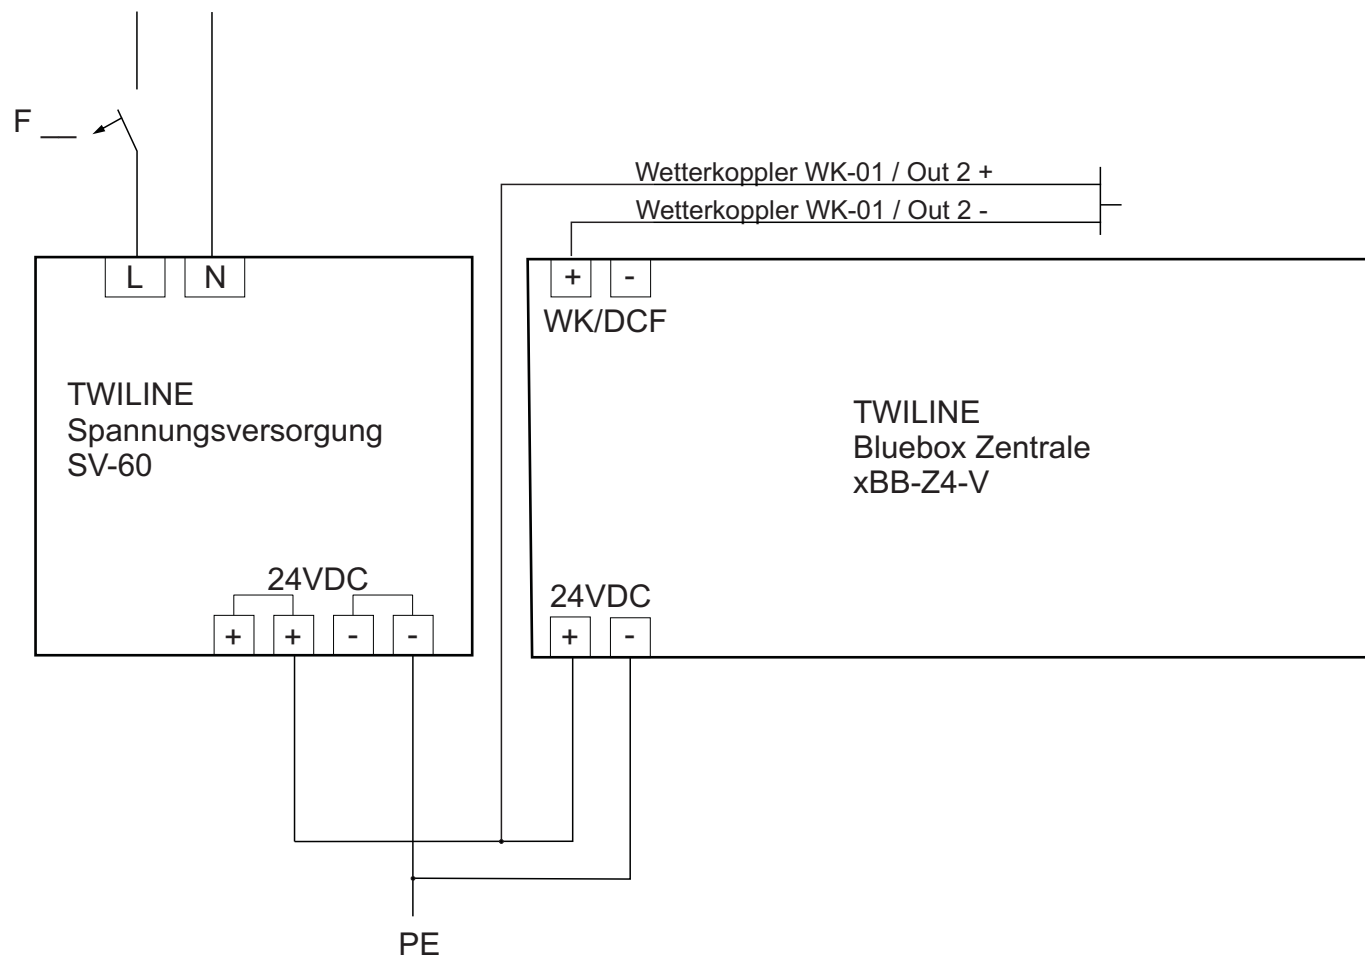 F __
Wetterkoppler WK-01 / Out 2 +
Wetterkoppler WK-01 / Out 2 -
L N
+ -
WK/DCF
TWILINE
Spannungsversorgung
SV-60
TWILINE
Bluebox Zentrale
xBB-Z4-V
24VDC
+ + - -
24VDC
+ -
PE